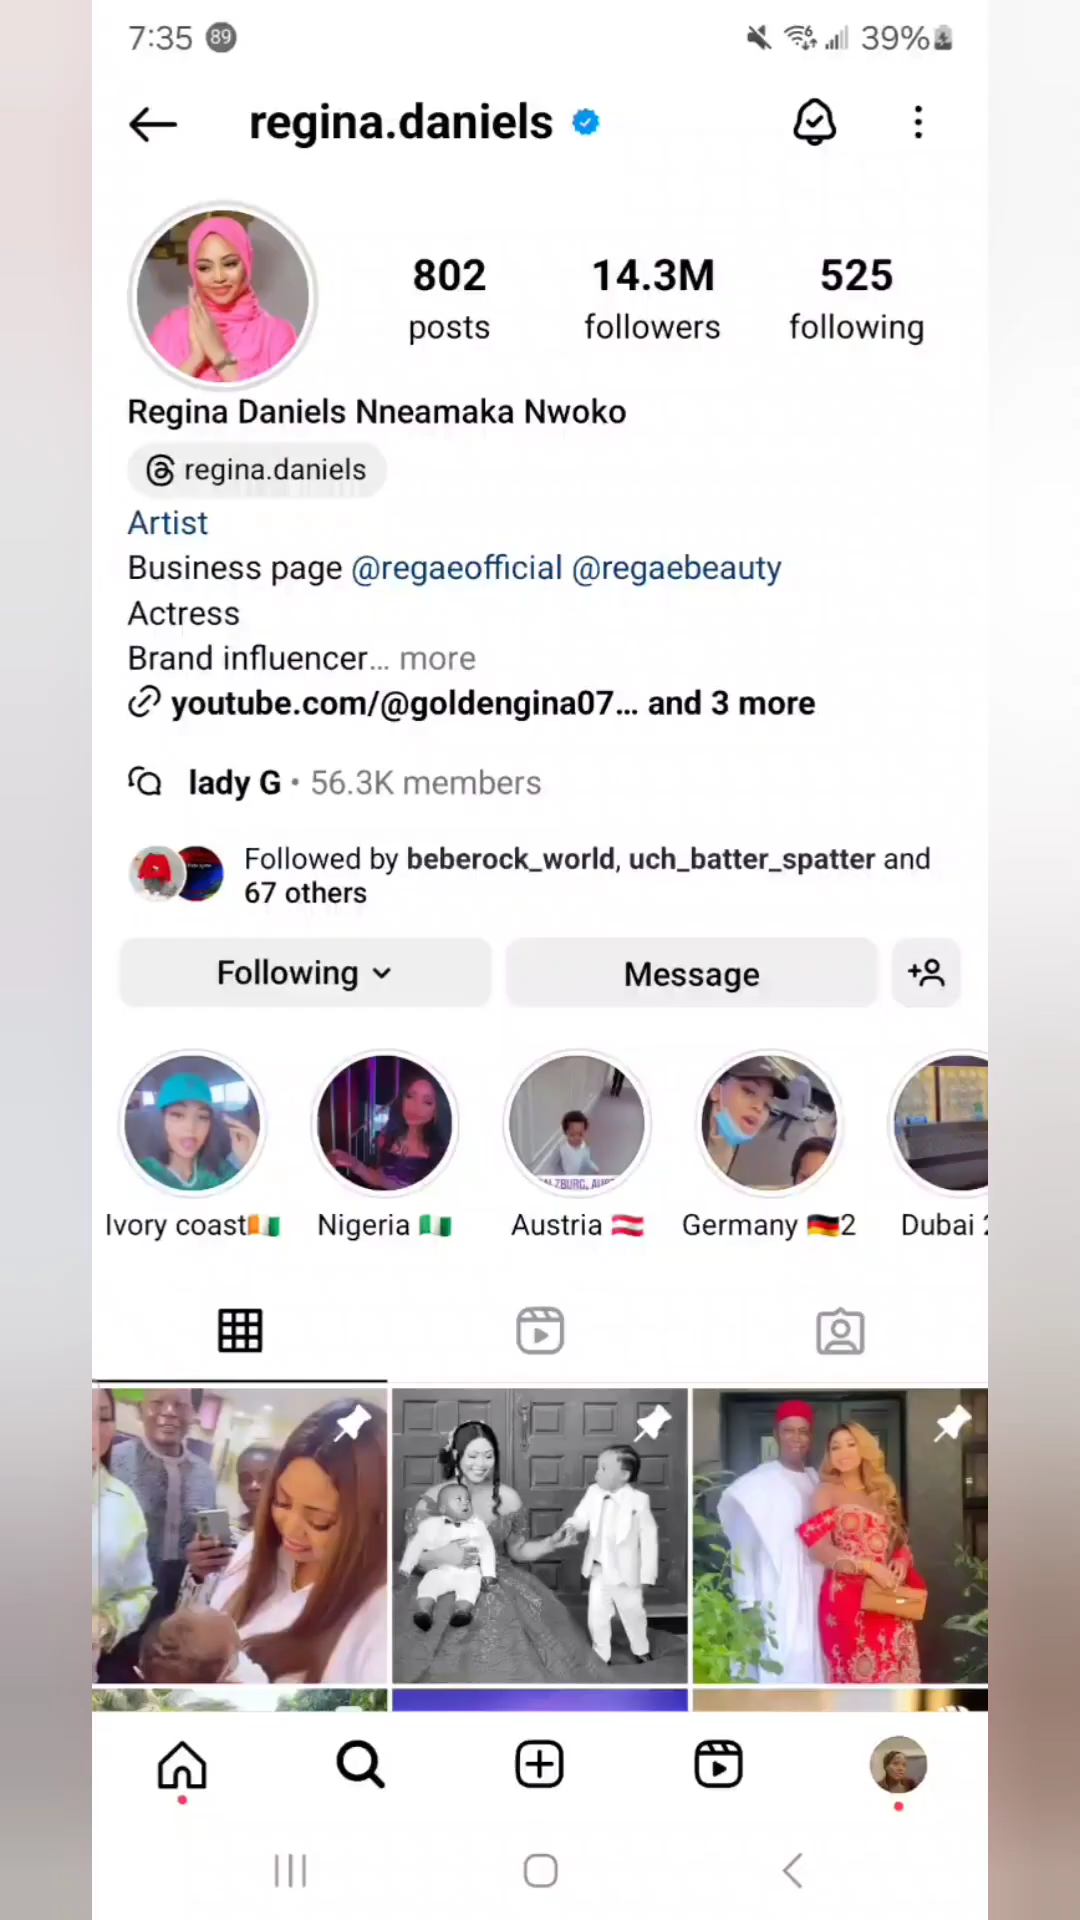 7:35 89 39%
regina.daniels
802 14.3M 525
posts followers following
Regina Daniels Nneamaka Nwoko
regina.daniels
Artist
Business page @regaeofficial @regaebeauty
Actress
Brand influencer... more
youtube.com/@goldengina07... and 3 more
lady G • 56.3K members
Followed by beberock_world, uch_batter_spatter and
67 others
Following Message
Ivory coast🇨🇮 Nigeria 🇳🇬 Austria 🇦🇹 Germany 🇩🇪2 Dubai